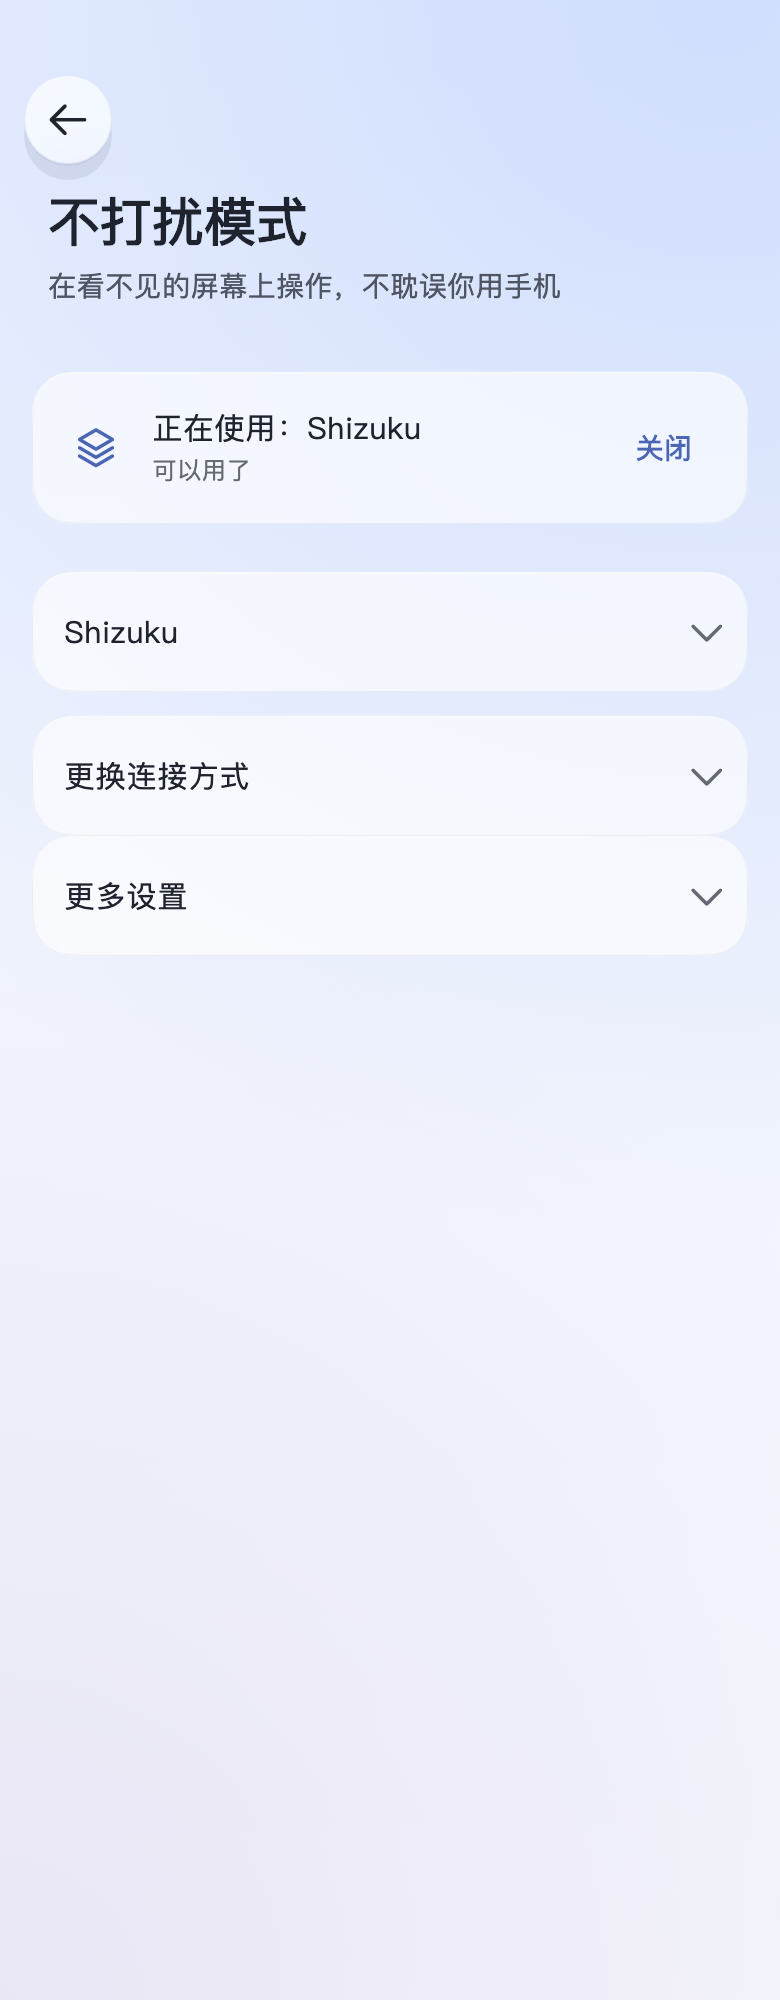 不打扰模式
在看不见的屏幕上操作，不耽误你用手机
正在使用：Shizuku
可以用了
关闭
Shizuku
更换连接方式
更多设置